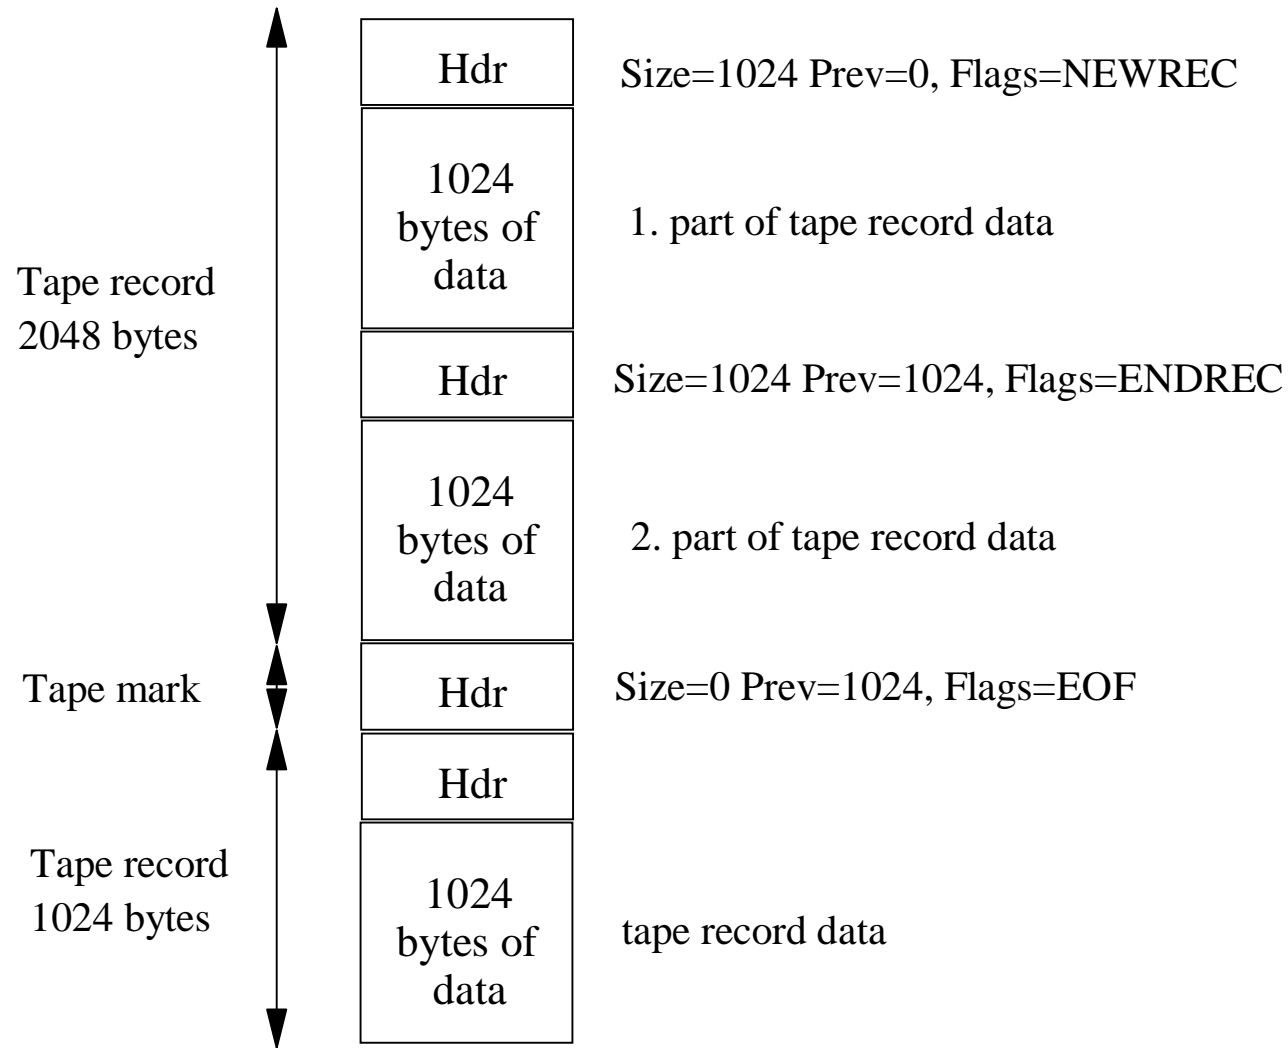 Hdr
Size=1024 Prev=0, Flags=NEWREC
1024
bytes of
data
1. part of tape record data
Tape record
2048 bytes
Hdr
Size=1024 Prev=1024, Flags=ENDREC
1024
bytes of
data
2. part of tape record data
Tape mark
Hdr
Size=0 Prev=1024, Flags=EOF
Hdr
Tape record
1024 bytes
1024
bytes of
data
tape record data